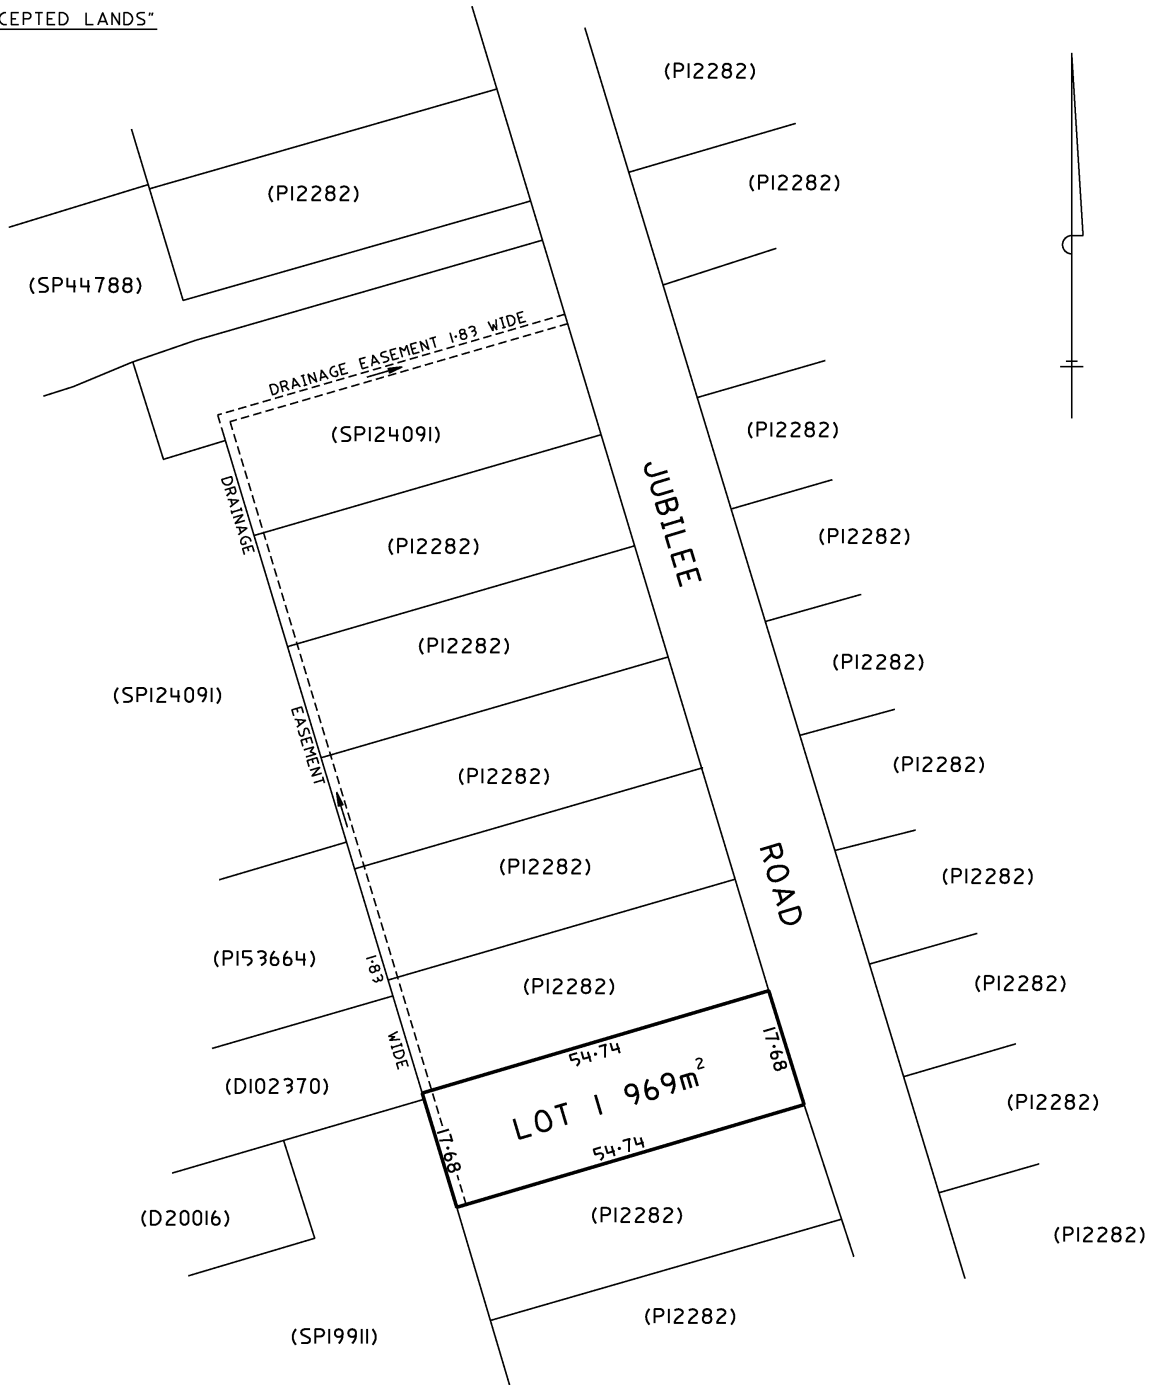 CEPTED LANDS"
(P12282)
(P12282)
(P12282)
(SP44788)
DRAINAGE EASEMENT 1·83 WIDE
(SP124091)
(P12282)
JUBILEE
DRAINAGE
(P12282)
(P12282)
(P12282)
(P12282)
(SP124091)
EASEMENT
(P12282)
(P12282)
(P12282)
ROAD
(P12282)
(P153664)
1·83
(P12282)
(P12282)
WIDE
54·74
17·68
(D102370)
LOT 1 969m²
(P12282)
17·68
54·74
(D20016)
(P12282)
(P12282)
(P12282)
(SP19911)